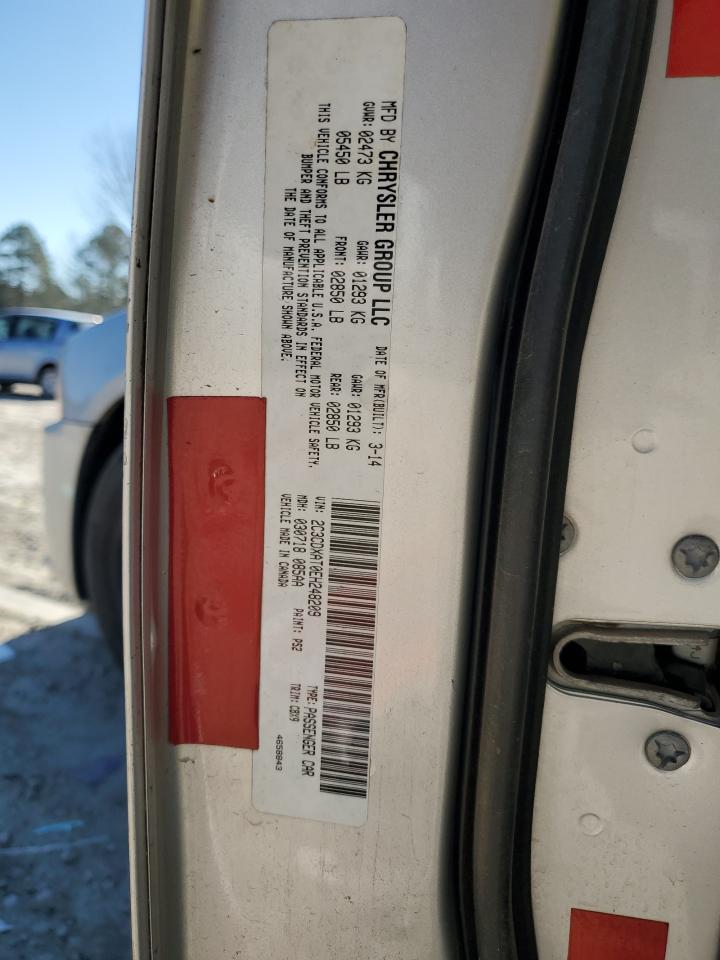 MFD BY CHRYSLER GROUP LLC DATE OF MFR(BUILT): 3-14
GVWR: 02473 KG GAWR: 01293 KG GAWR: 01293 KG
05450 LB FRONT: 02850 LB REAR: 02850 LB
THIS VEHICLE CONFORMS TO ALL APPLICABLE U.S.A. FEDERAL MOTOR VEHICLE SAFETY,
BUMPER AND THEFT PREVENTION STANDARDS IN EFFECT ON
THE DATE OF MANUFACTURE SHOWN ABOVE:
VIN: 2C3CDXAT0EH248209 TYPE: PASSENGER CAR
MDH: 030718 085AA PAINT: PS2 TRIM: CBX9
VEHICLE MADE IN CANADA 4658843